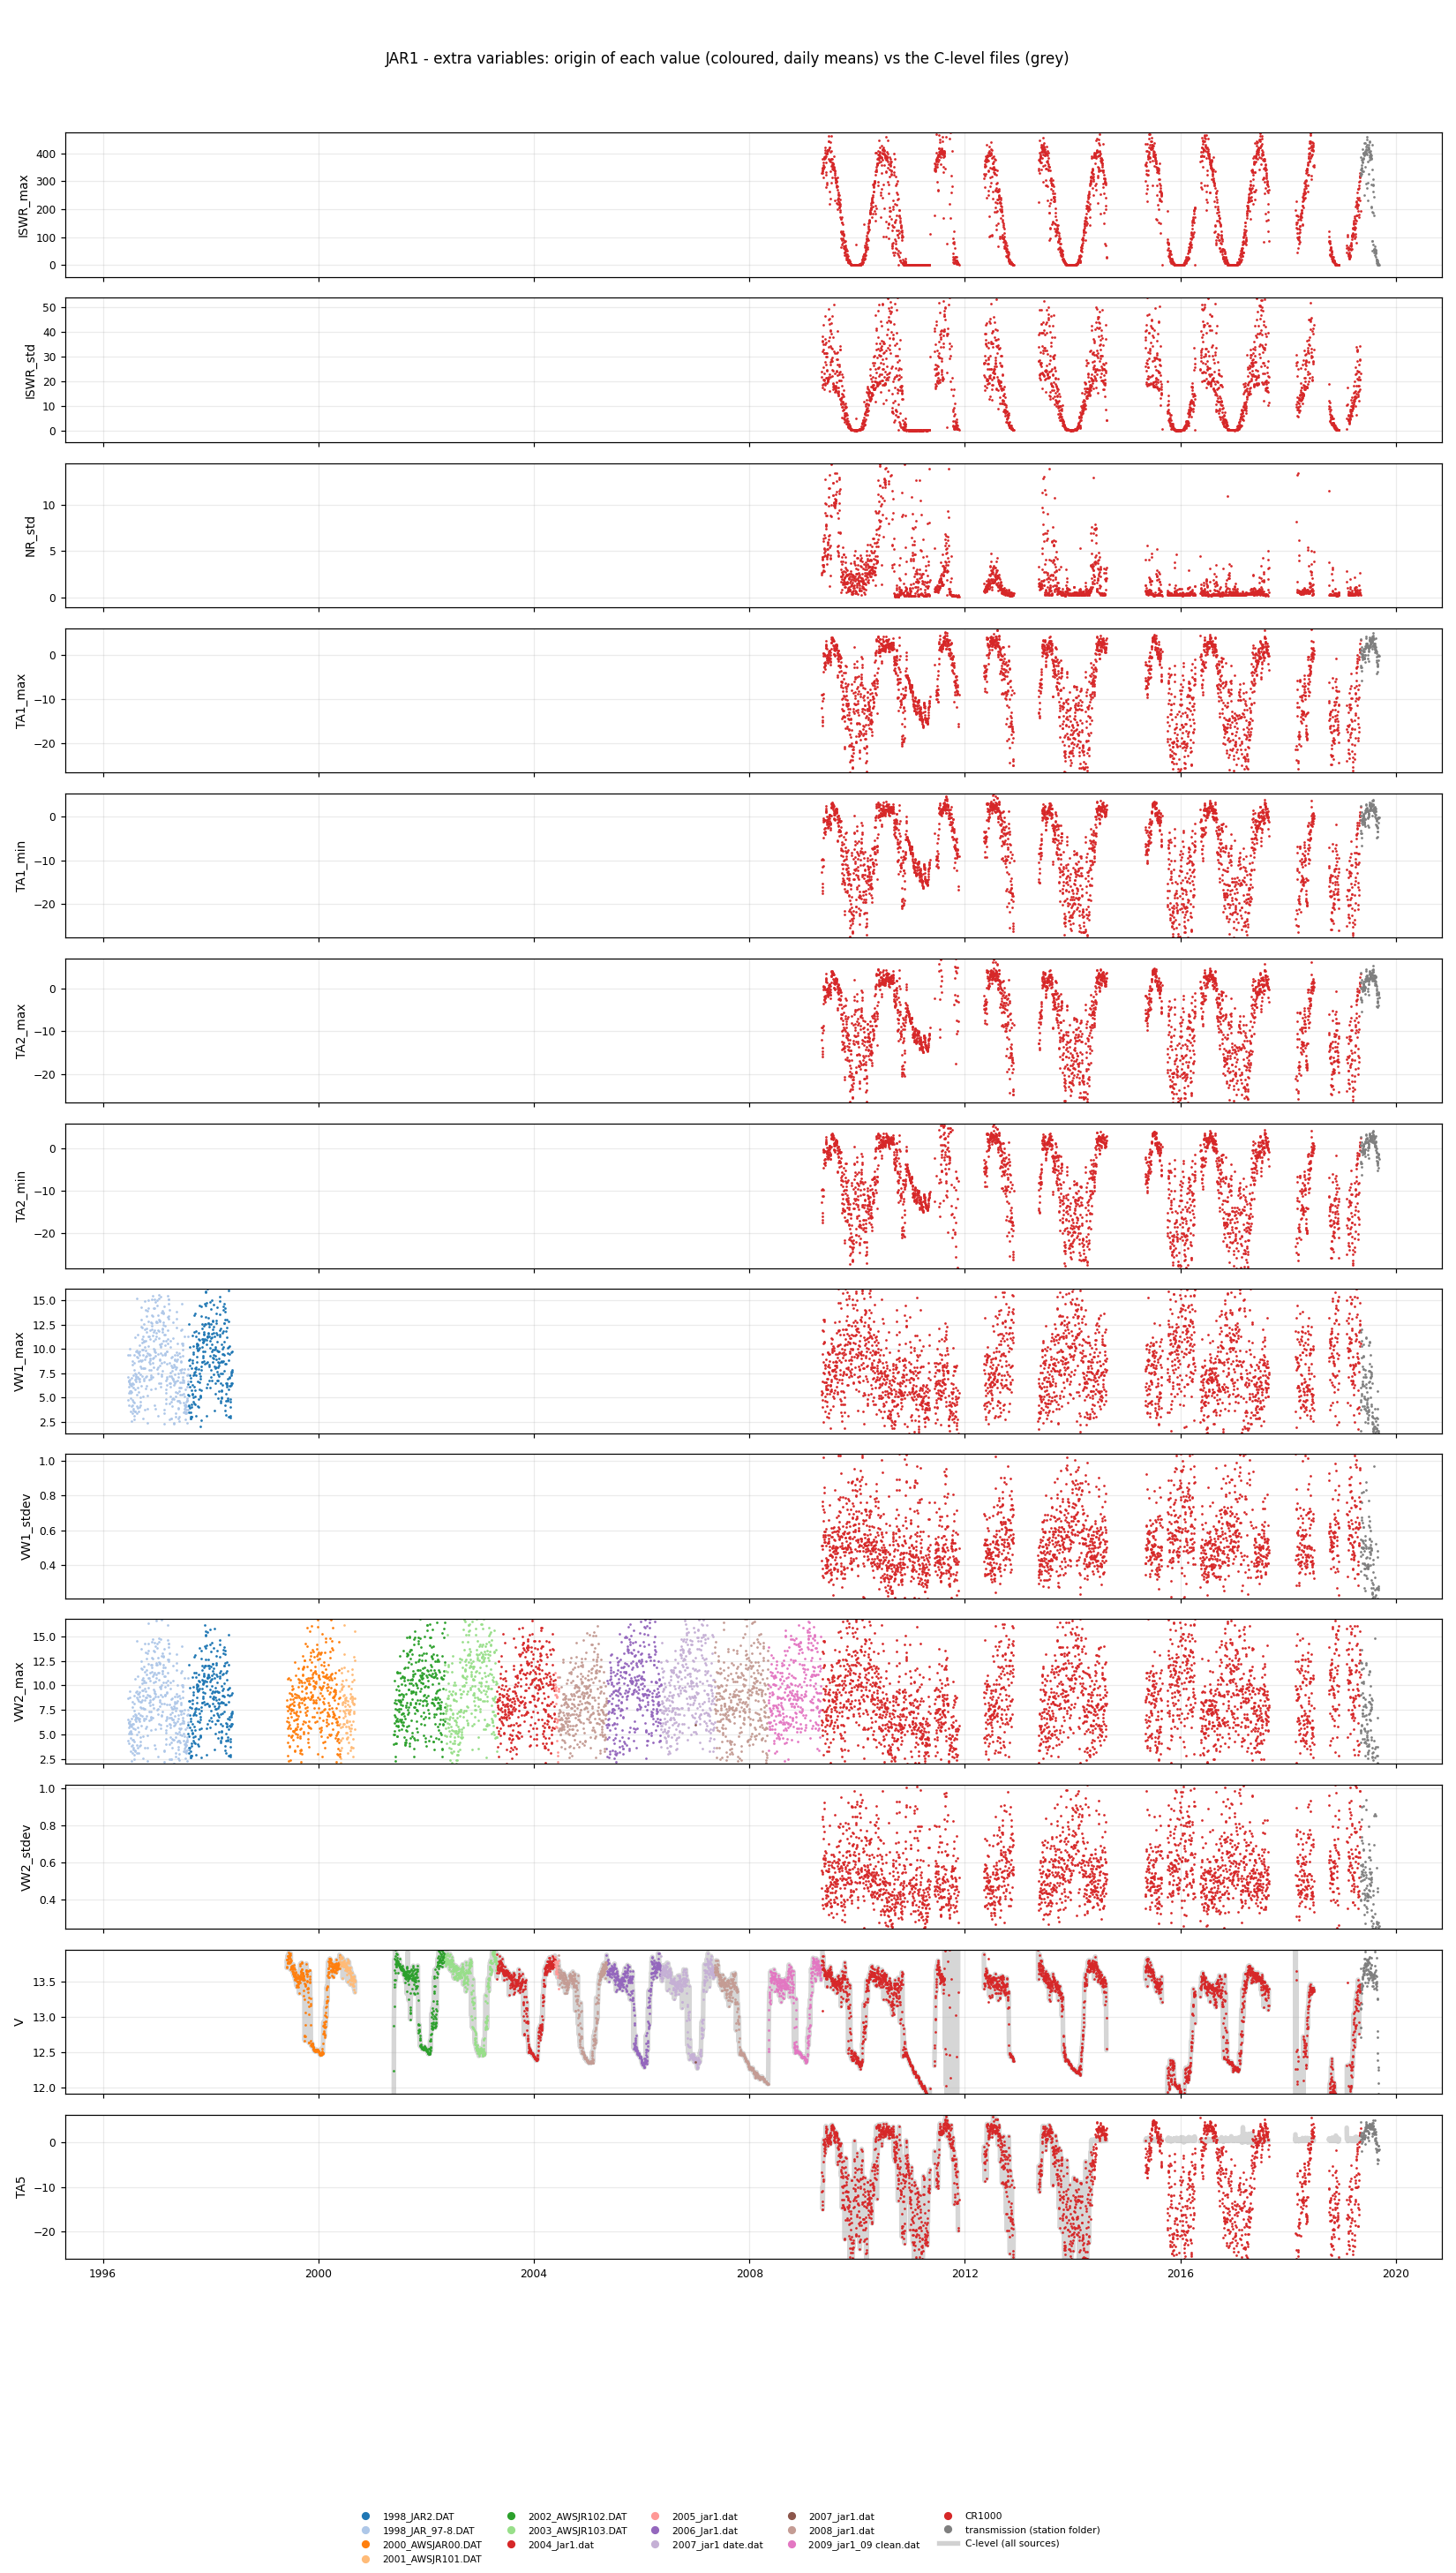 JAR1 - extra variables: origin of each value (coloured, daily means) vs the C-level files (grey)
ISWR_max
400
300
200
100
0
ISWR_std
50
40
30
20
10
0
NR_std
10
5
0
TA1_max
0
−10
−20
TA1_min
0
−10
−20
TA2_max
0
−10
−20
TA2_min
0
−10
−20
VW1_max
15.0
12.5
10.0
7.5
5.0
2.5
VW1_stdev
1.0
0.8
0.6
0.4
VW2_max
15.0
12.5
10.0
7.5
5.0
2.5
VW2_stdev
1.0
0.8
0.6
0.4
V
13.5
13.0
12.5
12.0
TA5
0
−10
−20
1996 2000 2004 2008 2012 2016 2020
1998_JAR2.DAT
1998_JAR_97-8.DAT
2000_AWSJAR00.DAT
2001_AWSJR101.DAT
2002_AWSJR102.DAT
2003_AWSJR103.DAT
2004_Jar1.dat
2005_jar1.dat
2006_Jar1.dat
2007_jar1 date.dat
2007_jar1.dat
2008_jar1.dat
2009_jar1_09 clean.dat
CR1000
transmission (station folder)
C-level (all sources)